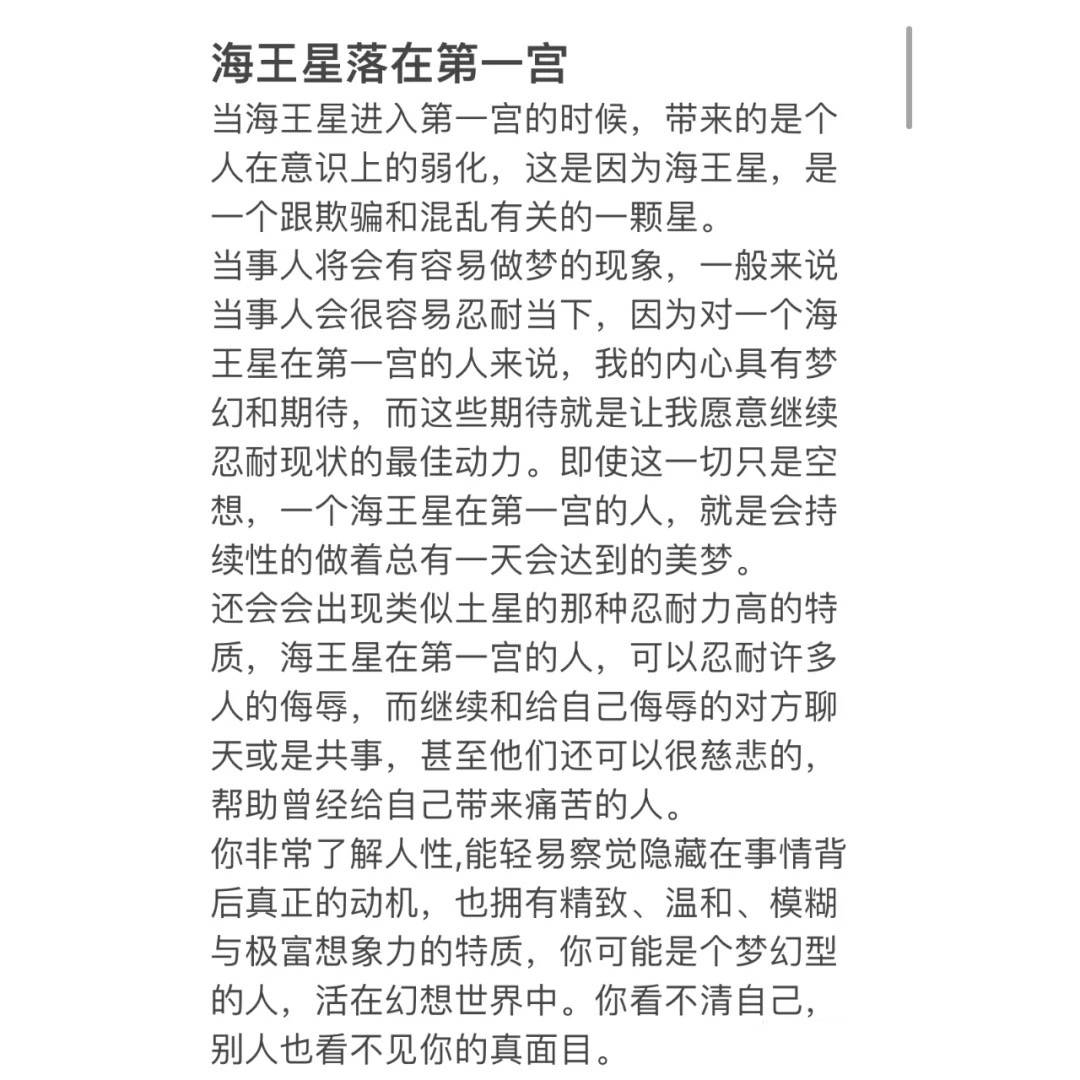 海王星落在第一宫
当海王星进入第一宫的时候，带来的是个
人在意识上的弱化，这是因为海王星，是
一个跟欺骗和混乱有关的一颗星。
当事人将会有容易做梦的现象，一般来说
当事人会很容易忍耐当下，因为对一个海
王星在第一宫的人来说，我的内心具有梦
幻和期待，而这些期待就是让我愿意继续
忍耐现状的最佳动力。即使这一切只是空
想，一个海王星在第一宫的人，就是会持
续性的做着总有一天会达到的美梦。
还会会出现类似土星的那种忍耐力高的特
质，海王星在第一宫的人，可以忍耐许多
人的侮辱，而继续和给自己侮辱的对方聊
天或是共事，甚至他们还可以很慈悲的，
帮助曾经给自己带来痛苦的人。
你非常了解人性,能轻易察觉隐藏在事情背
后真正的动机，也拥有精致、温和、模糊
与极富想象力的特质，你可能是个梦幻型
的人，活在幻想世界中。你看不清自己，
别人也看不见你的真面目。